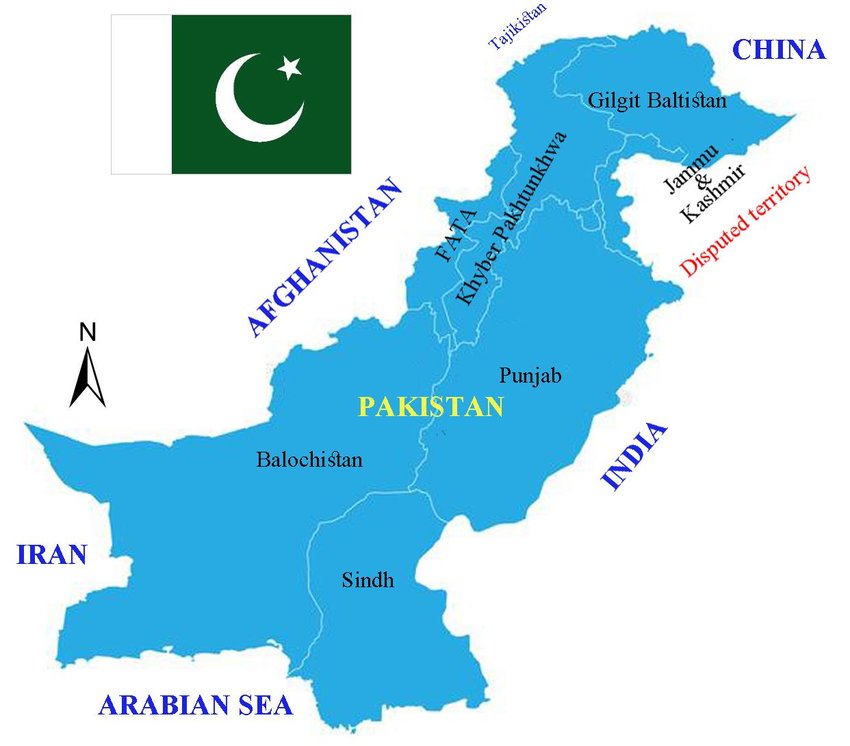 Tajikistan
CHINA
Gilgit Baltistan
Jammu
&
Kashmir
Disputed territory
AFGHANISTAN
FATA
Khyber Pakhtunkhwa
N
Punjab
PAKISTAN
Balochistan
INDIA
IRAN
Sindh
ARABIAN SEA